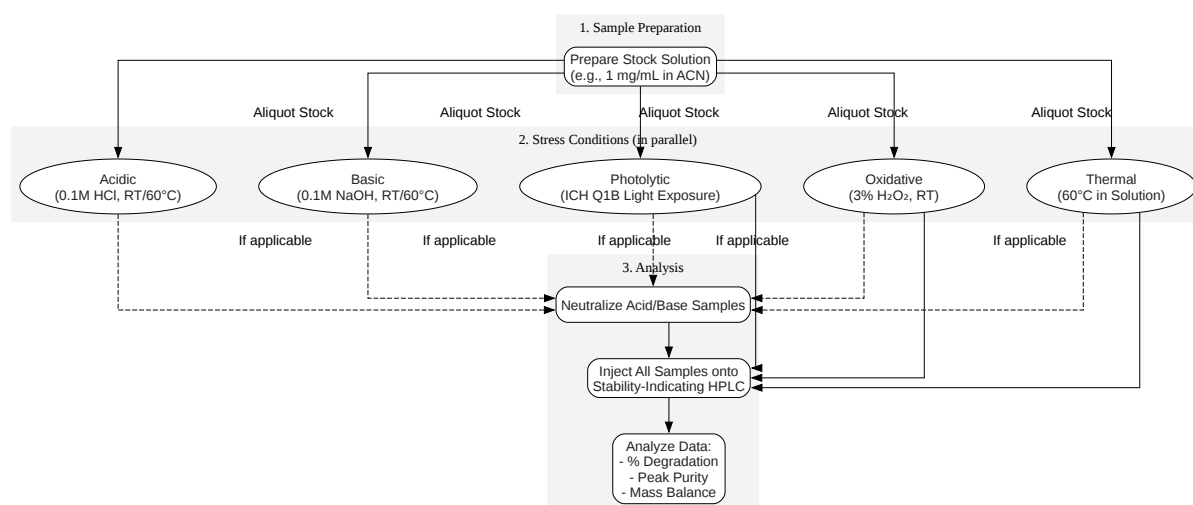 1. Sample Preparation
Prepare Stock Solution
(e.g., 1 mg/mL in ACN)
Aliquot Stock
Aliquot Stock
Aliquot Stock
Aliquot Stock
Aliquot Stock
2. Stress Conditions (in parallel)
Acidic
(0.1M HCl, RT/60°C)
Basic
(0.1M NaOH, RT/60°C)
Photolytic
(ICH Q1B Light Exposure)
Oxidative
(3% H₂O₂, RT)
Thermal
(60°C in Solution)
If applicable
If applicable
If applicable
If applicable
If applicable
3. Analysis
Neutralize Acid/Base Samples
Inject All Samples onto
Stability-Indicating HPLC
Analyze Data:
- % Degradation
- Peak Purity
- Mass Balance